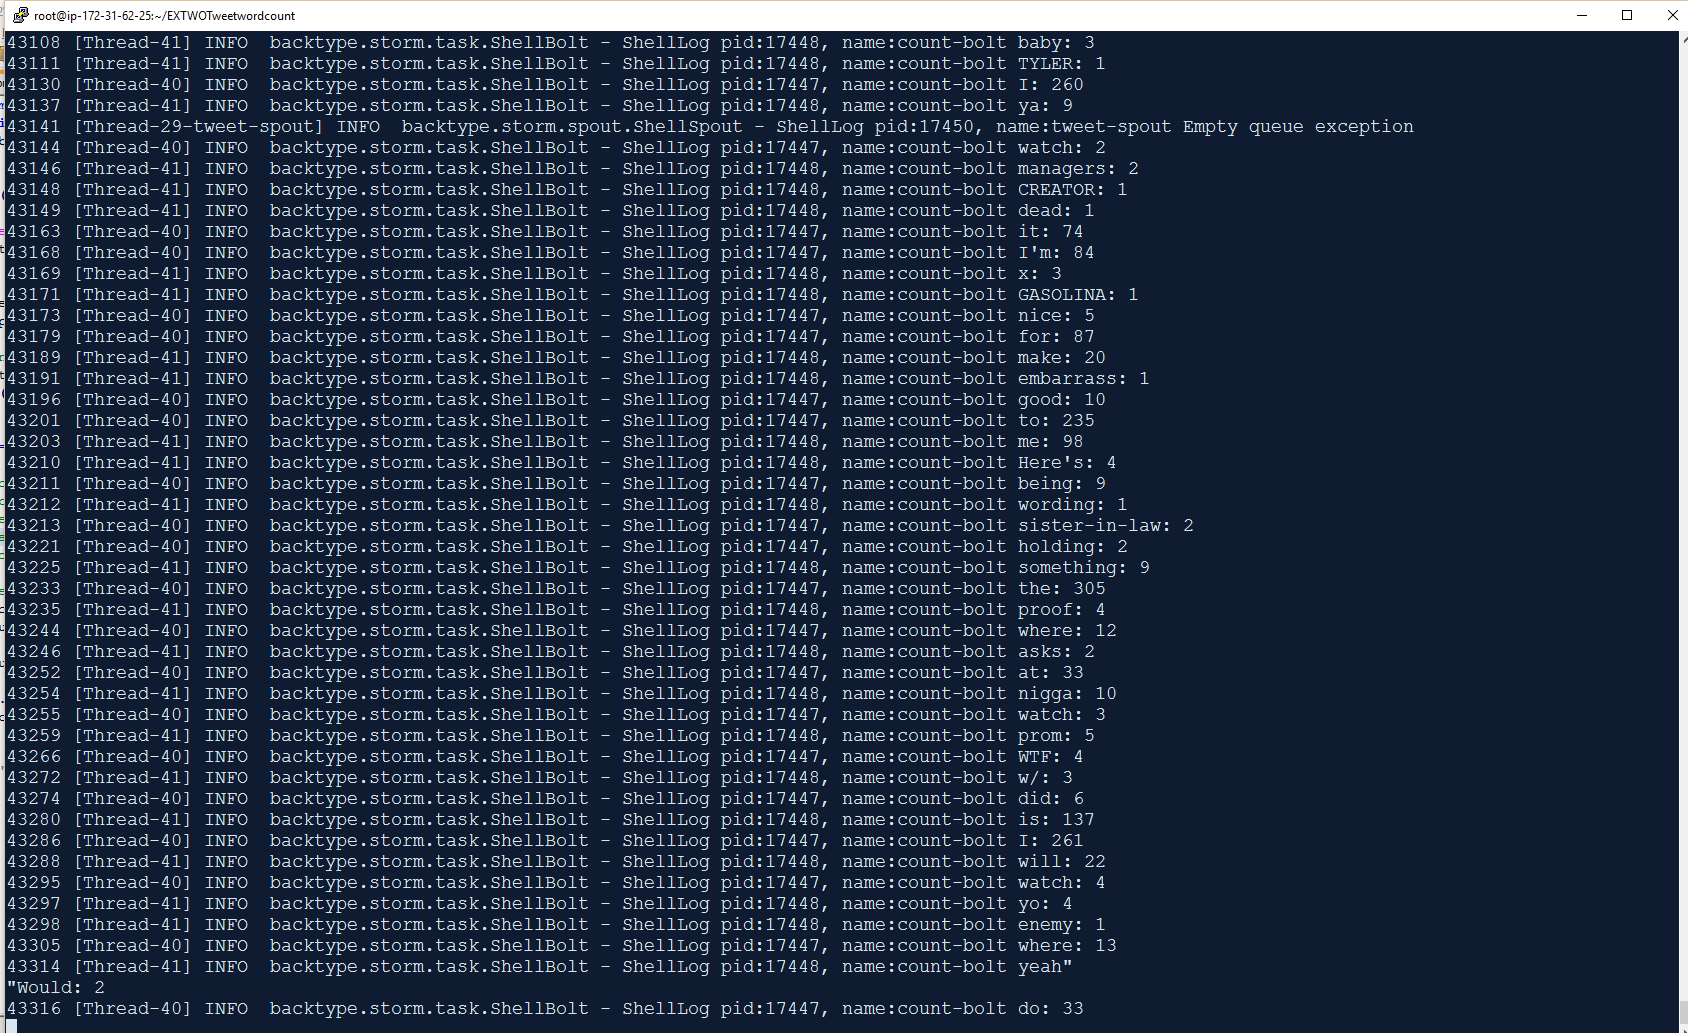 root@ip-172-31-62-25:~/EXTWOTweetwordcount
43108 [Thread-41] INFO  backtype.storm.task.ShellBolt - ShellLog pid:17448, name:count-bolt baby: 3
43111 [Thread-41] INFO  backtype.storm.task.ShellBolt - ShellLog pid:17448, name:count-bolt TYLER: 1
43130 [Thread-40] INFO  backtype.storm.task.ShellBolt - ShellLog pid:17447, name:count-bolt I: 260
43137 [Thread-41] INFO  backtype.storm.task.ShellBolt - ShellLog pid:17448, name:count-bolt ya: 9
43141 [Thread-29-tweet-spout] INFO  backtype.storm.spout.ShellSpout - ShellLog pid:17450, name:tweet-spout Empty queue exception
43144 [Thread-40] INFO  backtype.storm.task.ShellBolt - ShellLog pid:17447, name:count-bolt watch: 2
43146 [Thread-40] INFO  backtype.storm.task.ShellBolt - ShellLog pid:17447, name:count-bolt managers: 2
43148 [Thread-41] INFO  backtype.storm.task.ShellBolt - ShellLog pid:17448, name:count-bolt CREATOR: 1
43149 [Thread-41] INFO  backtype.storm.task.ShellBolt - ShellLog pid:17448, name:count-bolt dead: 1
43163 [Thread-40] INFO  backtype.storm.task.ShellBolt - ShellLog pid:17447, name:count-bolt it: 74
43168 [Thread-40] INFO  backtype.storm.task.ShellBolt - ShellLog pid:17447, name:count-bolt I'm: 84
43169 [Thread-41] INFO  backtype.storm.task.ShellBolt - ShellLog pid:17448, name:count-bolt x: 3
43171 [Thread-41] INFO  backtype.storm.task.ShellBolt - ShellLog pid:17448, name:count-bolt GASOLINA: 1
43173 [Thread-40] INFO  backtype.storm.task.ShellBolt - ShellLog pid:17447, name:count-bolt nice: 5
43179 [Thread-40] INFO  backtype.storm.task.ShellBolt - ShellLog pid:17447, name:count-bolt for: 87
43189 [Thread-41] INFO  backtype.storm.task.ShellBolt - ShellLog pid:17448, name:count-bolt make: 20
43191 [Thread-41] INFO  backtype.storm.task.ShellBolt - ShellLog pid:17448, name:count-bolt embarrass: 1
43196 [Thread-40] INFO  backtype.storm.task.ShellBolt - ShellLog pid:17447, name:count-bolt good: 10
43201 [Thread-40] INFO  backtype.storm.task.ShellBolt - ShellLog pid:17447, name:count-bolt to: 235
43203 [Thread-41] INFO  backtype.storm.task.ShellBolt - ShellLog pid:17448, name:count-bolt me: 98
43210 [Thread-41] INFO  backtype.storm.task.ShellBolt - ShellLog pid:17448, name:count-bolt Here's: 4
43211 [Thread-40] INFO  backtype.storm.task.ShellBolt - ShellLog pid:17447, name:count-bolt being: 9
43212 [Thread-41] INFO  backtype.storm.task.ShellBolt - ShellLog pid:17448, name:count-bolt wording: 1
43213 [Thread-40] INFO  backtype.storm.task.ShellBolt - ShellLog pid:17447, name:count-bolt sister-in-law: 2
43221 [Thread-40] INFO  backtype.storm.task.ShellBolt - ShellLog pid:17447, name:count-bolt holding: 2
43225 [Thread-41] INFO  backtype.storm.task.ShellBolt - ShellLog pid:17448, name:count-bolt something: 9
43233 [Thread-40] INFO  backtype.storm.task.ShellBolt - ShellLog pid:17447, name:count-bolt the: 305
43235 [Thread-41] INFO  backtype.storm.task.ShellBolt - ShellLog pid:17448, name:count-bolt proof: 4
43244 [Thread-40] INFO  backtype.storm.task.ShellBolt - ShellLog pid:17447, name:count-bolt where: 12
43246 [Thread-41] INFO  backtype.storm.task.ShellBolt - ShellLog pid:17448, name:count-bolt asks: 2
43252 [Thread-40] INFO  backtype.storm.task.ShellBolt - ShellLog pid:17447, name:count-bolt at: 33
43254 [Thread-41] INFO  backtype.storm.task.ShellBolt - ShellLog pid:17448, name:count-bolt nigga: 10
43255 [Thread-40] INFO  backtype.storm.task.ShellBolt - ShellLog pid:17447, name:count-bolt watch: 3
43259 [Thread-41] INFO  backtype.storm.task.ShellBolt - ShellLog pid:17448, name:count-bolt prom: 5
43266 [Thread-40] INFO  backtype.storm.task.ShellBolt - ShellLog pid:17447, name:count-bolt WTF: 4
43272 [Thread-41] INFO  backtype.storm.task.ShellBolt - ShellLog pid:17448, name:count-bolt w/: 3
43274 [Thread-40] INFO  backtype.storm.task.ShellBolt - ShellLog pid:17447, name:count-bolt did: 6
43280 [Thread-41] INFO  backtype.storm.task.ShellBolt - ShellLog pid:17448, name:count-bolt is: 137
43286 [Thread-40] INFO  backtype.storm.task.ShellBolt - ShellLog pid:17447, name:count-bolt I: 261
43288 [Thread-41] INFO  backtype.storm.task.ShellBolt - ShellLog pid:17448, name:count-bolt will: 22
43295 [Thread-40] INFO  backtype.storm.task.ShellBolt - ShellLog pid:17447, name:count-bolt watch: 4
43297 [Thread-41] INFO  backtype.storm.task.ShellBolt - ShellLog pid:17448, name:count-bolt yo: 4
43298 [Thread-41] INFO  backtype.storm.task.ShellBolt - ShellLog pid:17448, name:count-bolt enemy: 1
43305 [Thread-40] INFO  backtype.storm.task.ShellBolt - ShellLog pid:17447, name:count-bolt where: 13
43314 [Thread-41] INFO  backtype.storm.task.ShellBolt - ShellLog pid:17448, name:count-bolt yeah"
"Would: 2
43316 [Thread-40] INFO  backtype.storm.task.ShellBolt - ShellLog pid:17447, name:count-bolt do: 33